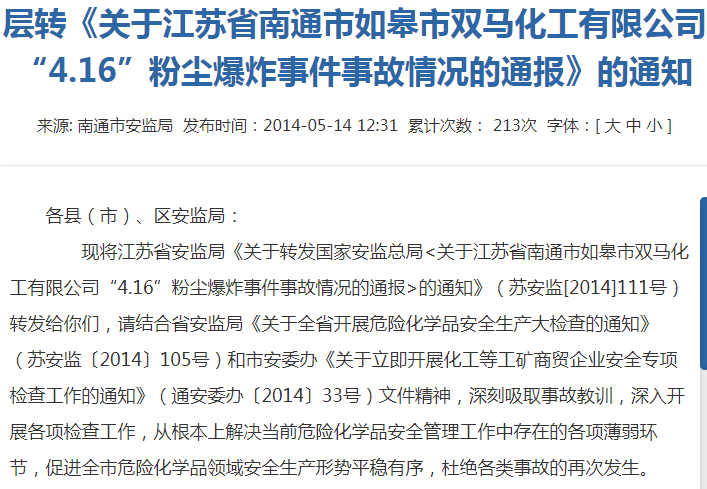 层转《关于江苏省南通市如皋市双马化工有限公司
“4.16”粉尘爆炸事件事故情况的通报》的通知
来源: 南通市安监局 发布时间：2014-05-14 12:31 累计次数： 213次 字体：[ 大 中 小 ]
各县（市）、区安监局：
现将江苏省安监局《关于转发国家安监总局<关于江苏省南通市如皋市双马化
工有限公司“4.16”粉尘爆炸事件事故情况的通报>的通知》（苏安监[2014]111号）
转发给你们，请结合省安监局《关于全省开展危险化学品安全生产大检查的通知》
（苏安监〔2014〕105号）和市安委办《关于立即开展化工等工矿商贸企业安全专项
检查工作的通知》（通安委办〔2014〕33号）文件精神，深刻吸取事故教训，深入开
展各项检查工作，从根本上解决当前危险化学品安全管理工作中存在的各项薄弱环
节，促进全市危险化学品领域安全生产形势平稳有序，杜绝各类事故的再次发生。